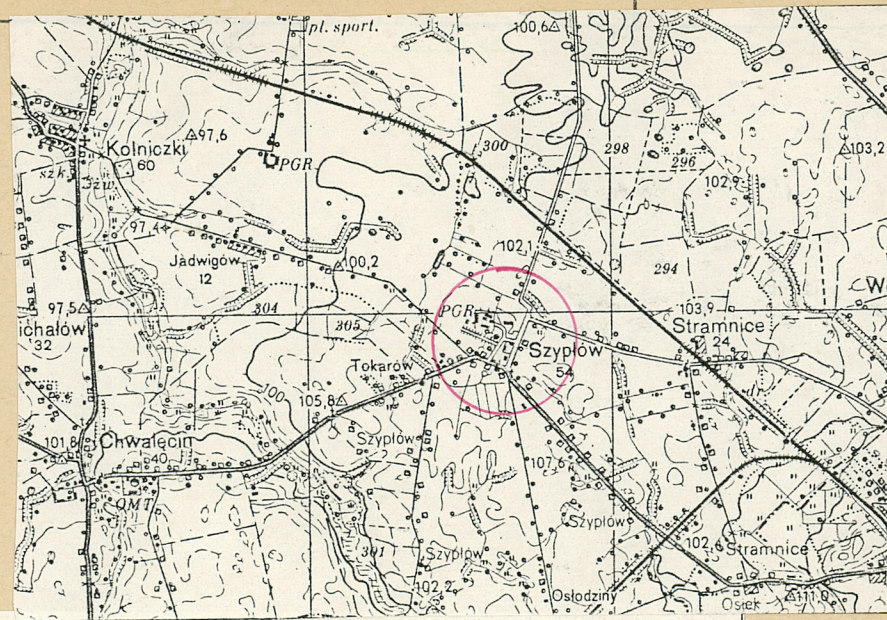 pl. sport.
100,6
Kolniczki
60
97,6
PGR
300
298
296
103,2
szk.
102,9
97,4
102,1
Jadwigów
12
100,2
294
97,5
304
PGR
103,9
W
ichałów
32
305
Stramnice
24
Szypłów
54
Tokarów
100
105,8
101,8
Chwalęcin
40
Szypłów
107,6
OMT
Szypłów
301
Szypłów
102
Stramnice
102,2
Osłodziny
Osiek
111,0